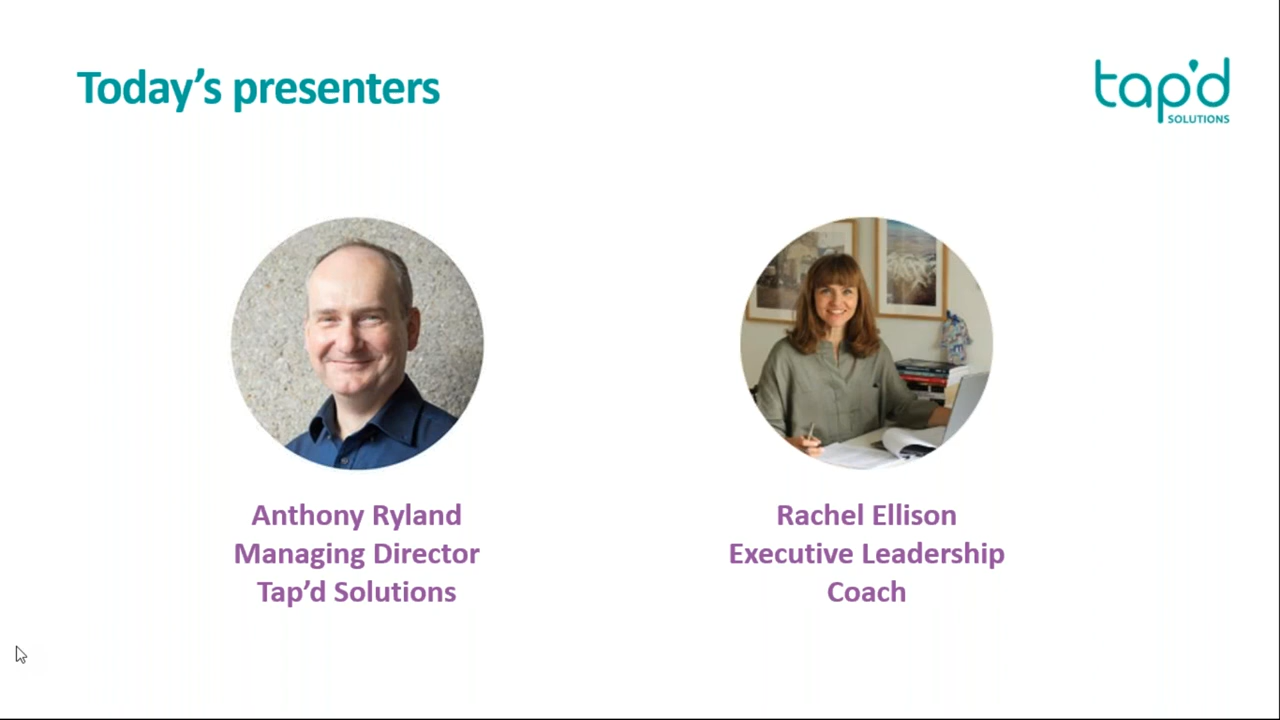 Today’s presenters
tap'd
SOLUTIONS
Anthony Ryland
Managing Director
Tap’d Solutions
Rachel Ellison
Executive Leadership
Coach